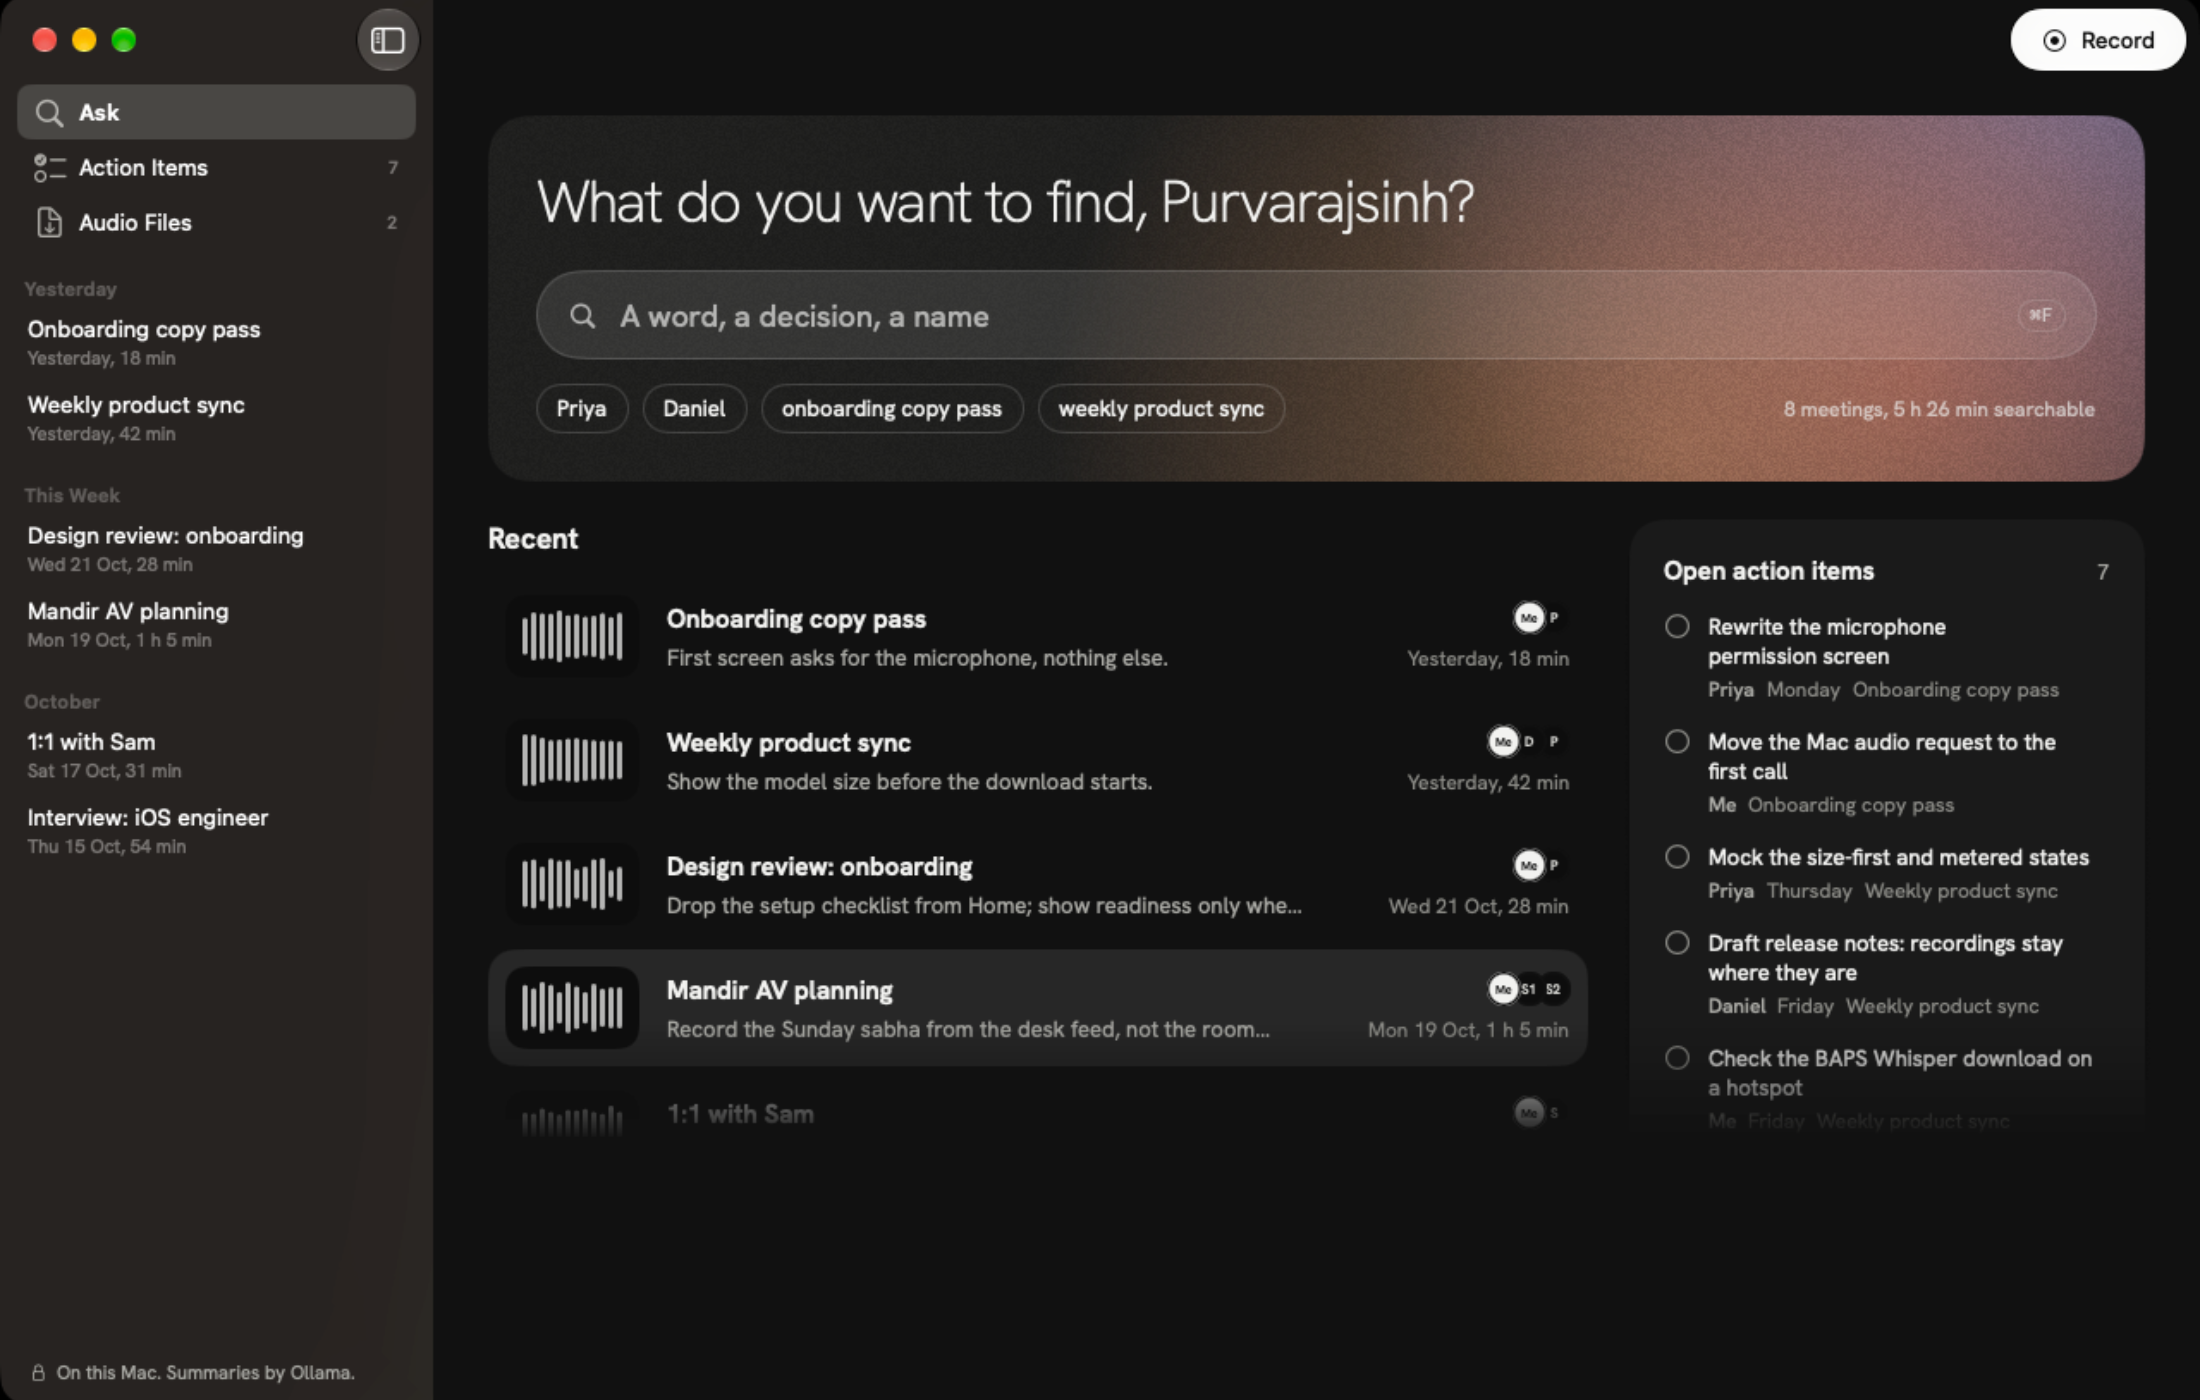 Record
Ask
Action Items 7
Audio Files 2
Yesterday
Onboarding copy pass
Yesterday, 18 min
Weekly product sync
Yesterday, 42 min
This Week
Design review: onboarding
Wed 21 Oct, 28 min
Mandir AV planning
Mon 19 Oct, 1 h 5 min
October
1:1 with Sam
Sat 17 Oct, 31 min
Interview: iOS engineer
Thu 15 Oct, 54 min
On this Mac. Summaries by Ollama.
What do you want to find, Purvarajsinh?
A word, a decision, a name ⌘F
Priya Daniel onboarding copy pass weekly product sync 8 meetings, 5 h 26 min searchable
Recent
Onboarding copy pass Me P
First screen asks for the microphone, nothing else. Yesterday, 18 min
Weekly product sync Me D P
Show the model size before the download starts. Yesterday, 42 min
Design review: onboarding Me P
Drop the setup checklist from Home; show readiness only whe... Wed 21 Oct, 28 min
Mandir AV planning Me S1 S2
Record the Sunday sabha from the desk feed, not the room... Mon 19 Oct, 1 h 5 min
1:1 with Sam Me S
Open action items 7
Rewrite the microphone
permission screen
Priya Monday Onboarding copy pass
Move the Mac audio request to the
first call
Me Onboarding copy pass
Mock the size-first and metered states
Priya Thursday Weekly product sync
Draft release notes: recordings stay
where they are
Daniel Friday Weekly product sync
Check the BAPS Whisper download on
a hotspot
Me Friday Weekly product sync